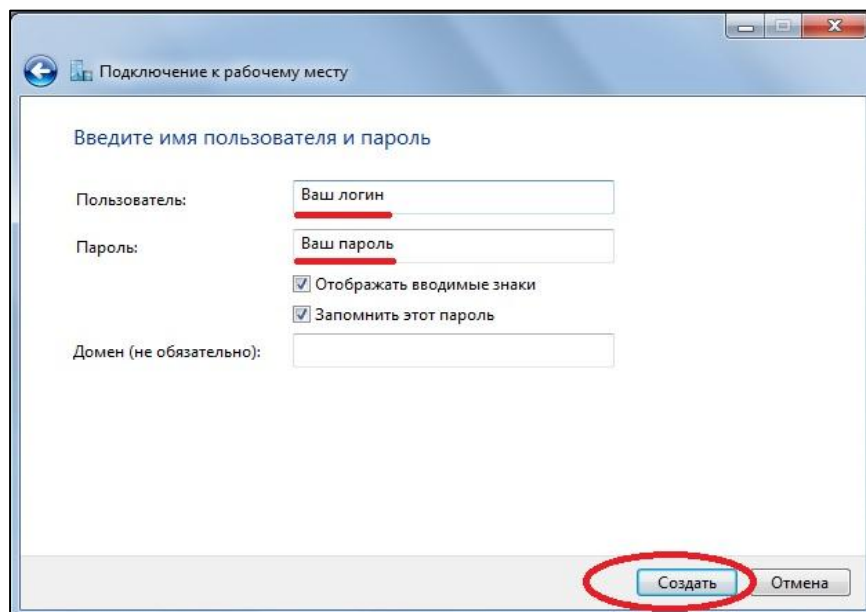 Подключение к рабочему месту
Введите имя пользователя и пароль
Пользователь: Ваш логин
Пароль: Ваш пароль
Отображать вводимые знаки
Запомнить этот пароль
Домен (не обязательно):
Создать Отмена